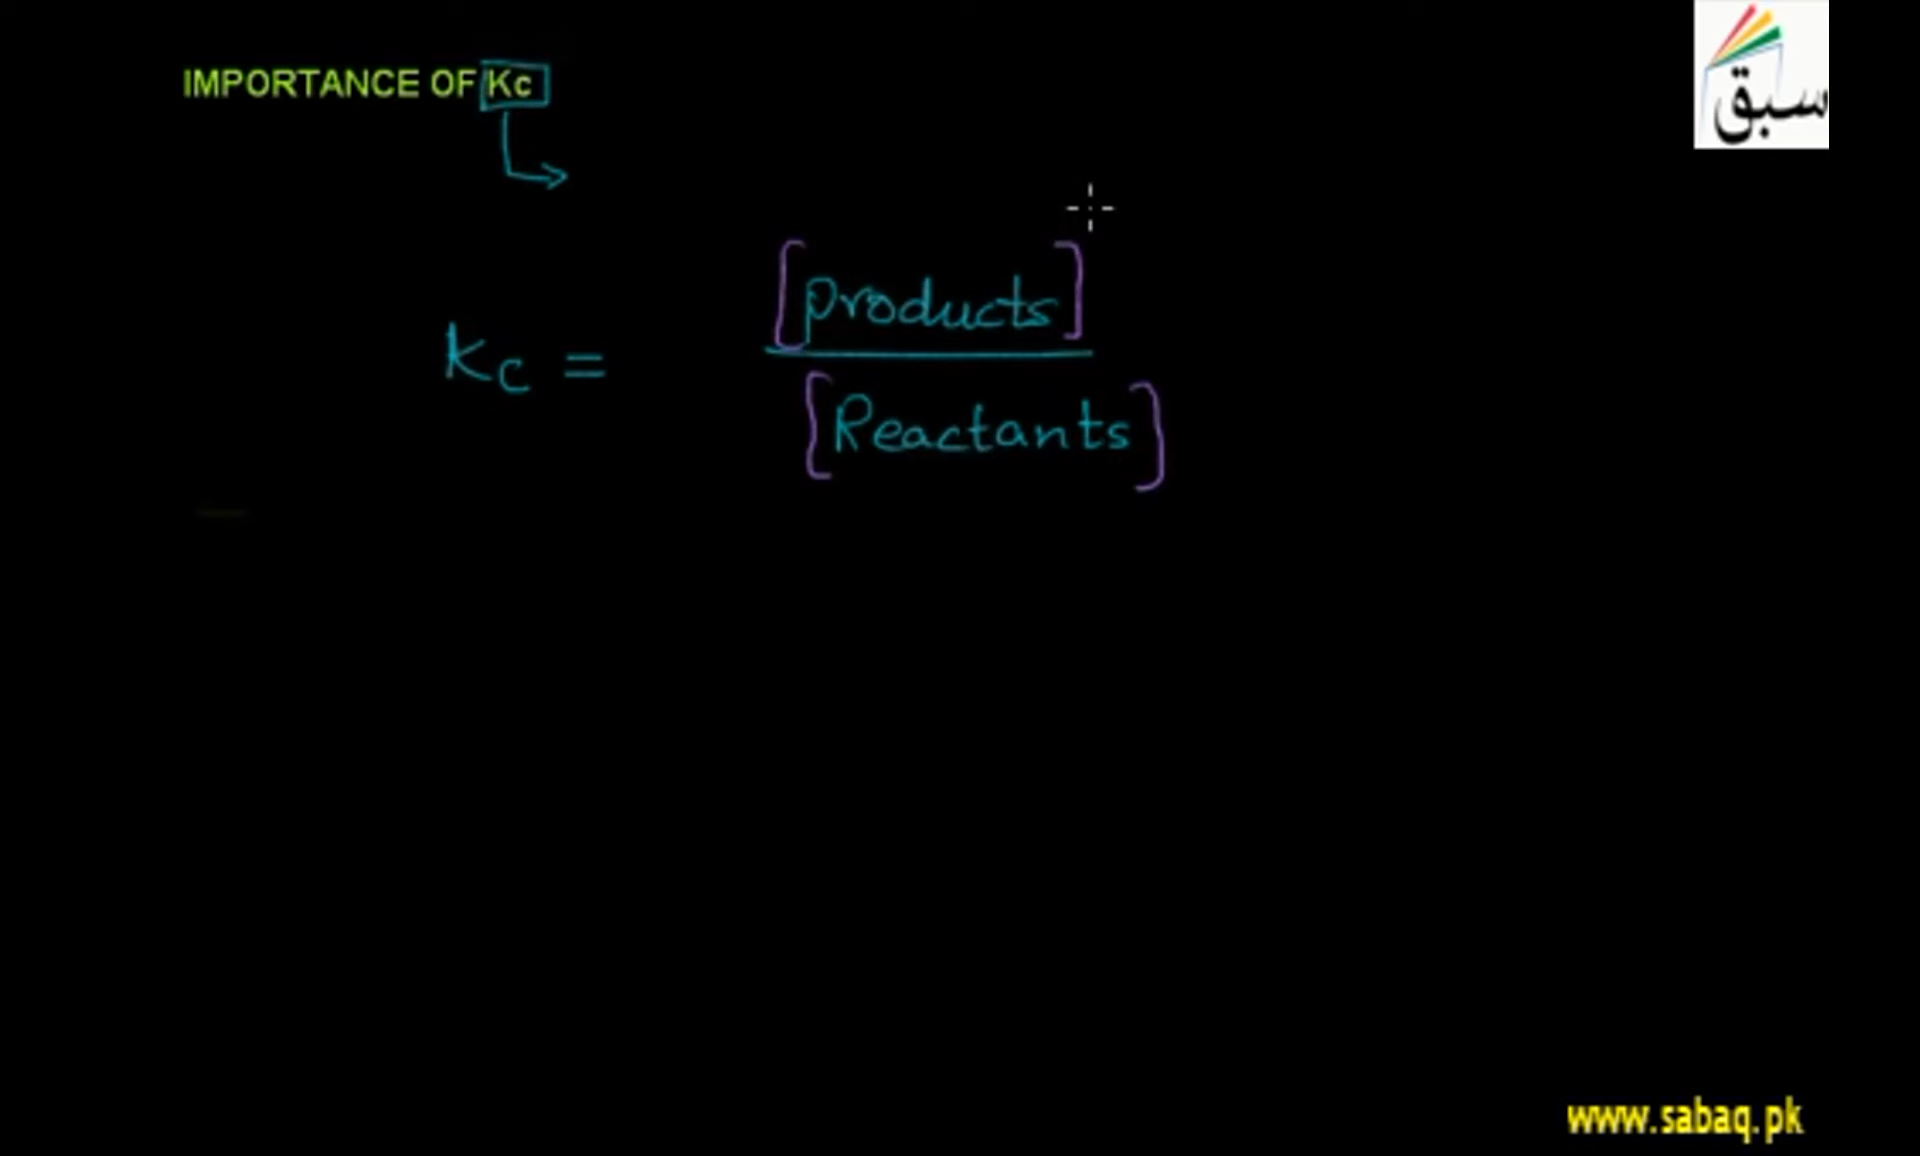 IMPORTANCE OF Kc
سبق
Kc = [products]
[Reactants]
www.sabaq.pk